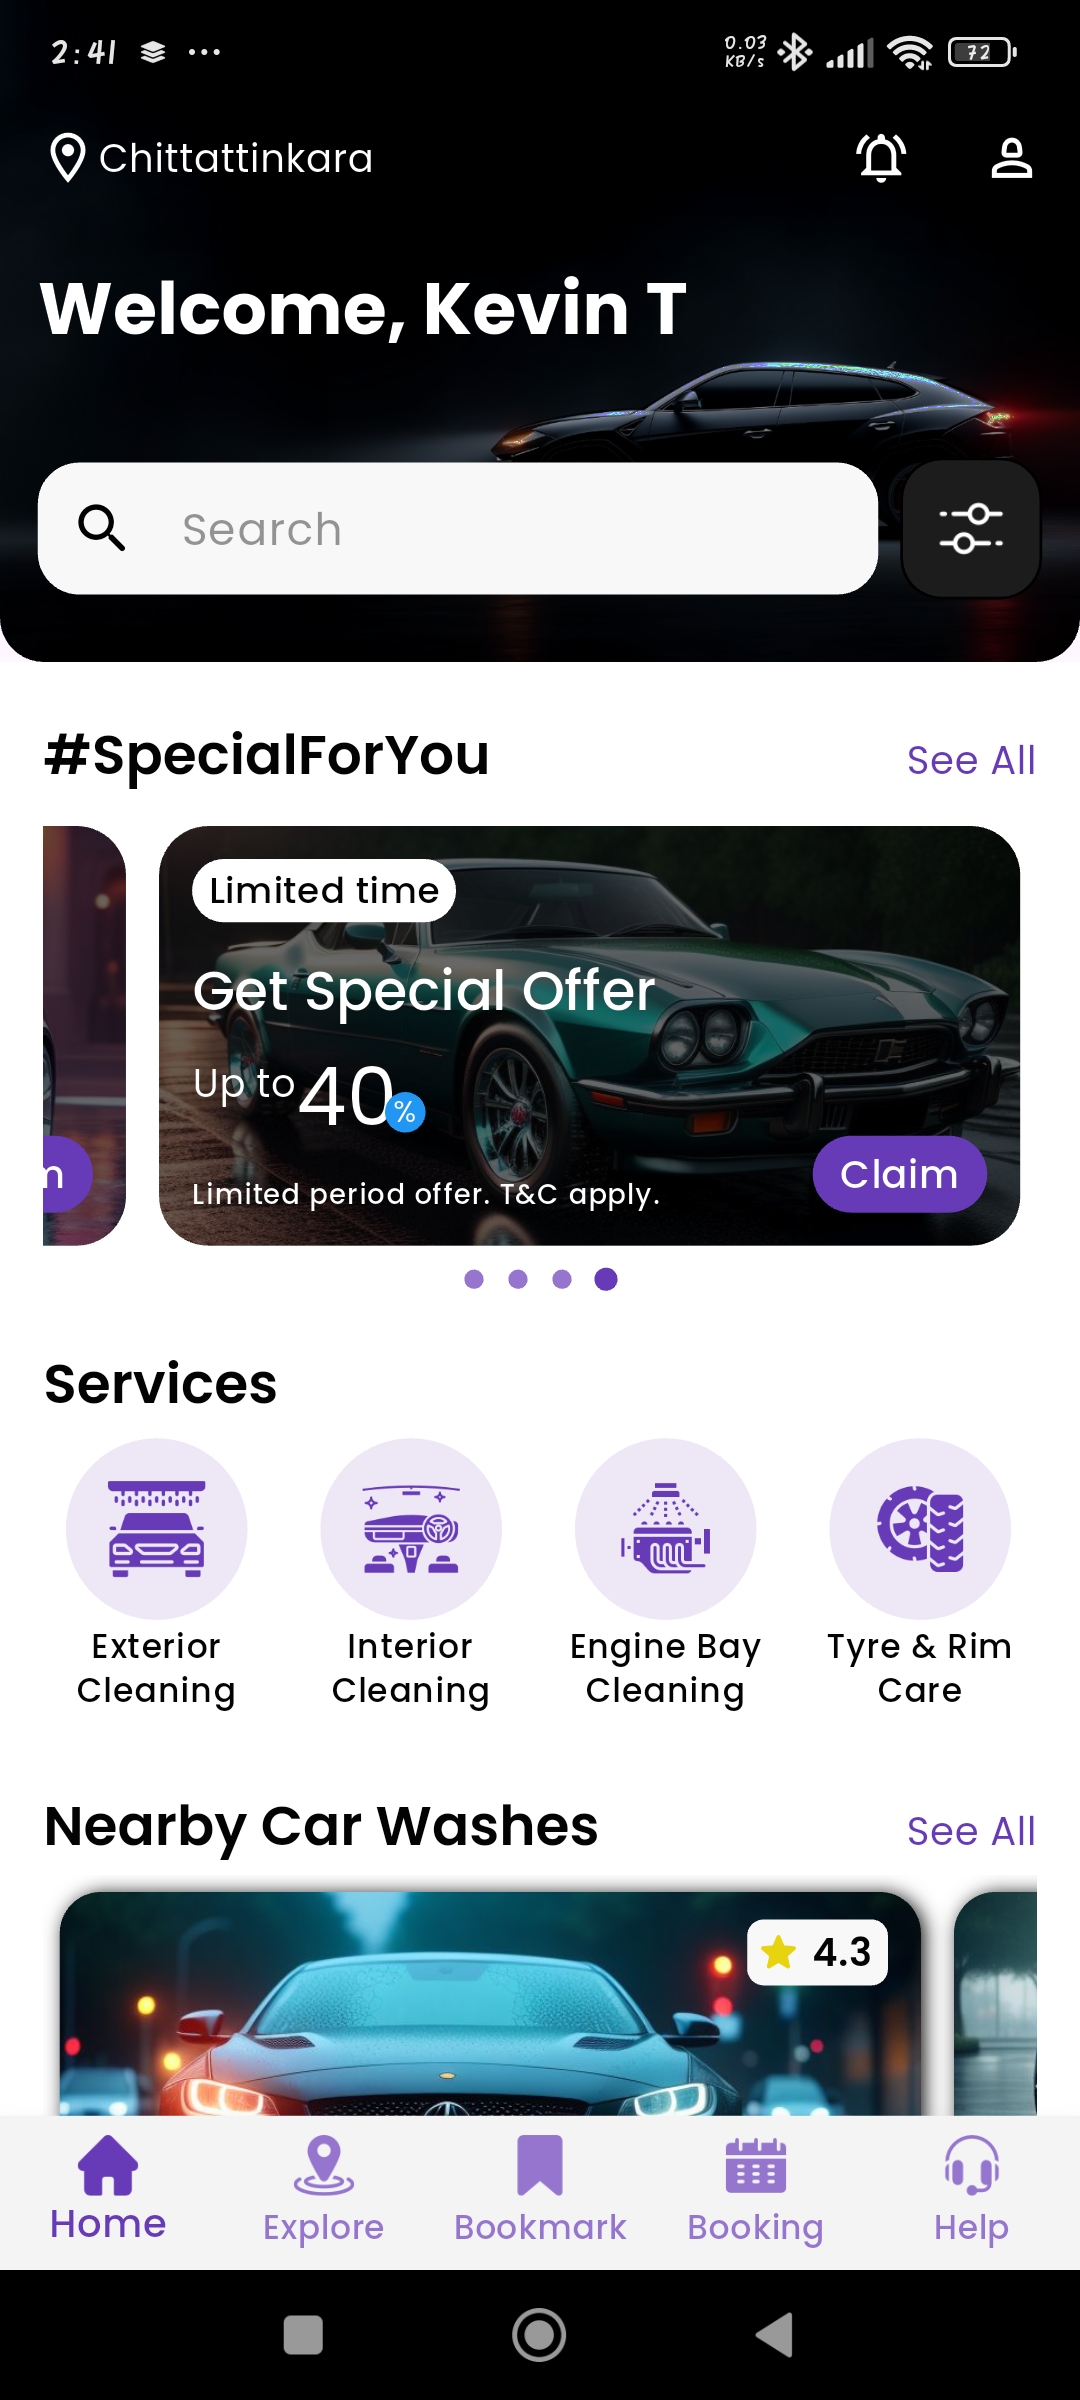 2:41
0.03
KB/s
72
Chittattinkara
Welcome, Kevin T
Search
#SpecialForYou
See All
Limited time
Get Special Offer
Up to 40%
m
Limited period offer. T&C apply.
Claim
Services
Exterior
Cleaning
Interior
Cleaning
Engine Bay
Cleaning
Tyre & Rim
Care
Nearby Car Washes
See All
4.3
Home
Explore
Bookmark
Booking
Help